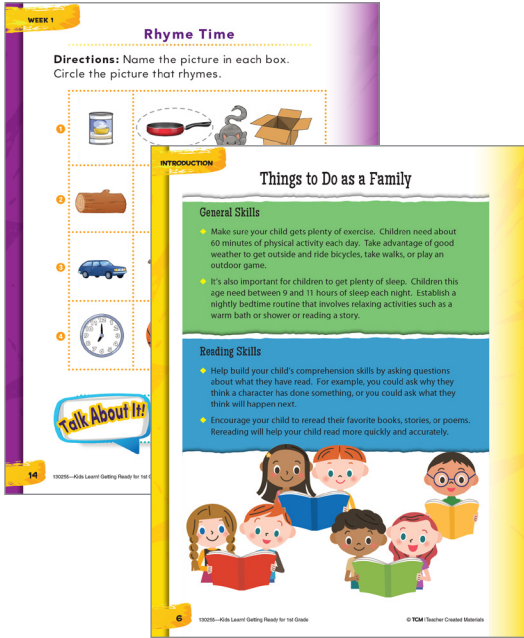 WEEK 1
Rhyme Time
Directions: Name the picture in each box.
Circle the picture that rhymes.
1
2
3
4
Talk About It!
14
130255—Kids Learn! Getting Ready for 1st G
INTRODUCTION
Things to Do as a Family
General Skills
Make sure your child gets plenty of exercise. Children need about
60 minutes of physical activity each day. Take advantage of good
weather to get outside and ride bicycles, take walks, or play an
outdoor game.
It's also important for children to get plenty of sleep. Children this
age need between 9 and 11 hours of sleep each night. Establish a
nightly bedtime routine that involves relaxing activities such as a
warm bath or shower or reading a story.
Reading Skills
Help build your child's comprehension skills by asking questions
about what they have read. For example, you could ask why they
think a character has done something, or you could ask what they
think will happen next.
Encourage your child to reread their favorite books, stories, or poems.
Rereading will help your child read more quickly and accurately.
6
130255—Kids Learn! Getting Ready for 1st Grade
© TCM | Teacher Created Materials